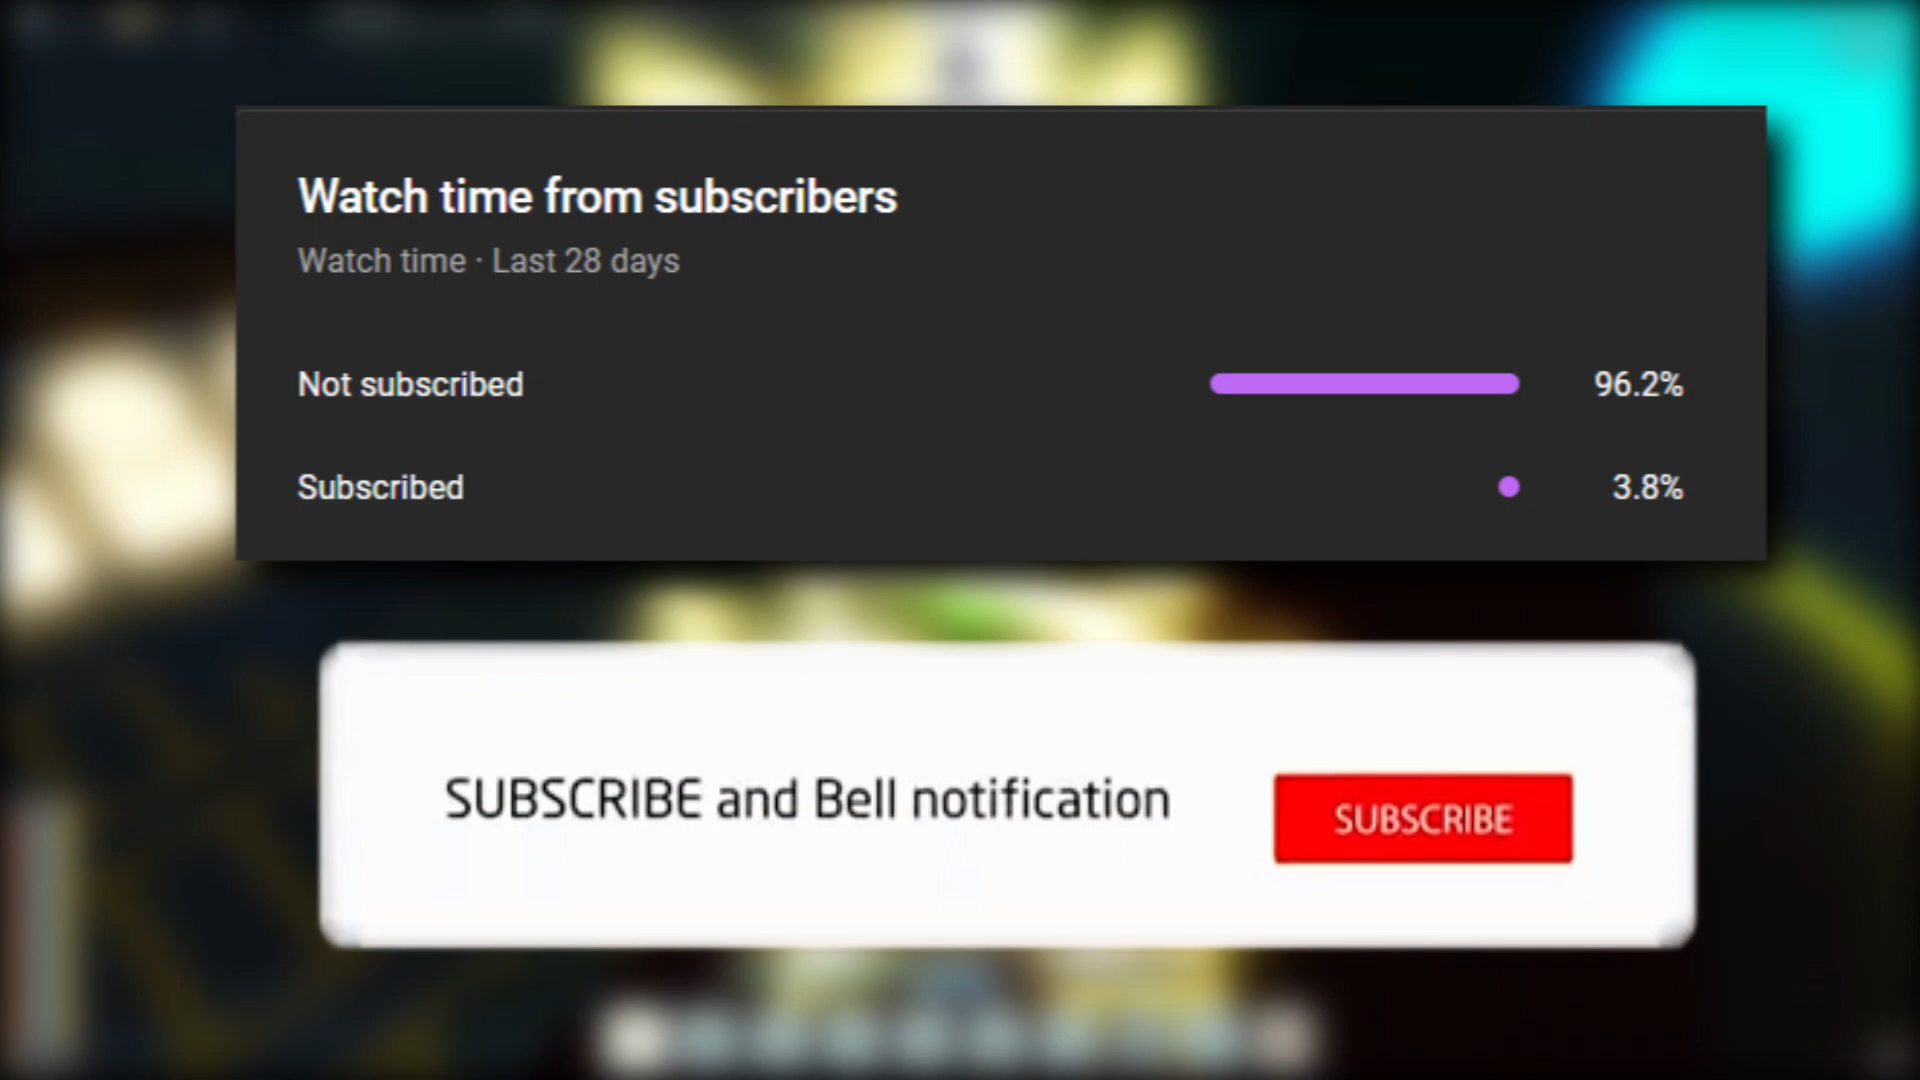 Watch time from subscribers
Watch time · Last 28 days
Not subscribed 96.2%
Subscribed 3.8%
SUBSCRIBE and Bell notification
SUBSCRIBE